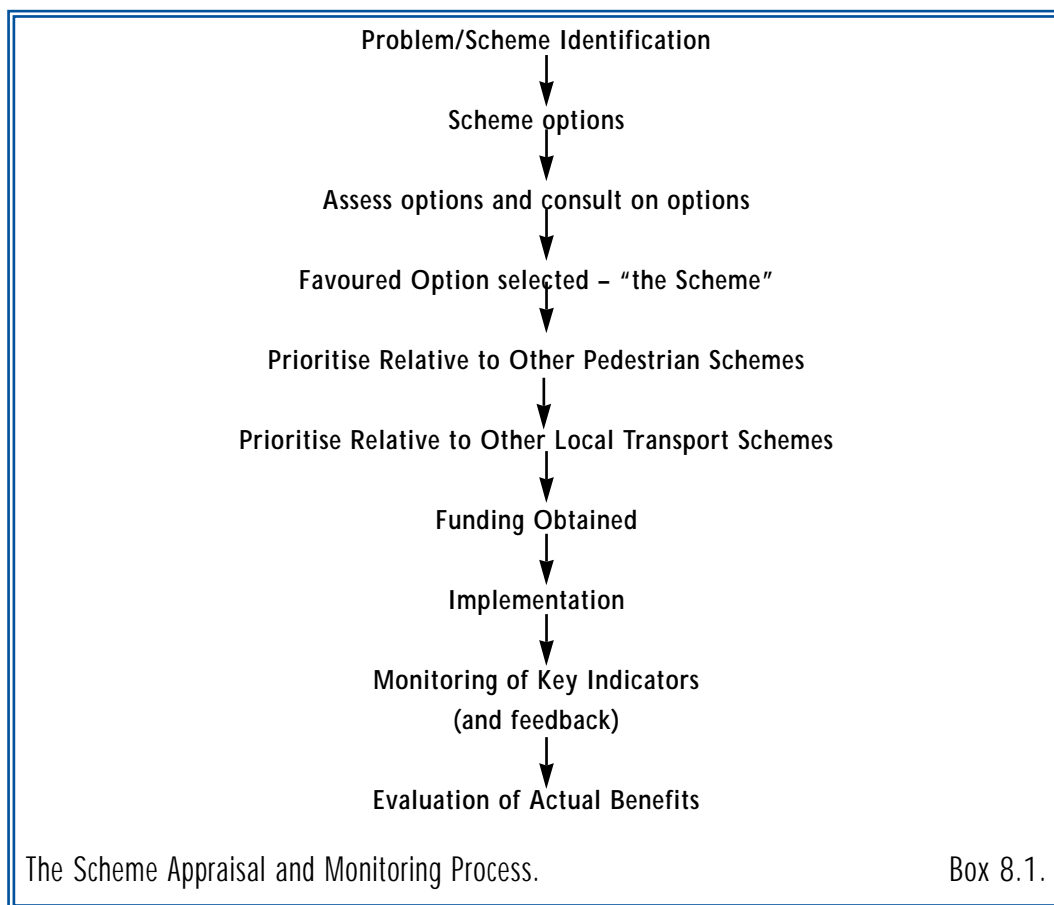 Problem/Scheme Identification
Scheme options
Assess options and consult on options
Favoured Option selected – “the Scheme”
Prioritise Relative to Other Pedestrian Schemes
Prioritise Relative to Other Local Transport Schemes
Funding Obtained
Implementation
Monitoring of Key Indicators
(and feedback)
Evaluation of Actual Benefits
The Scheme Appraisal and Monitoring Process. Box 8.1.